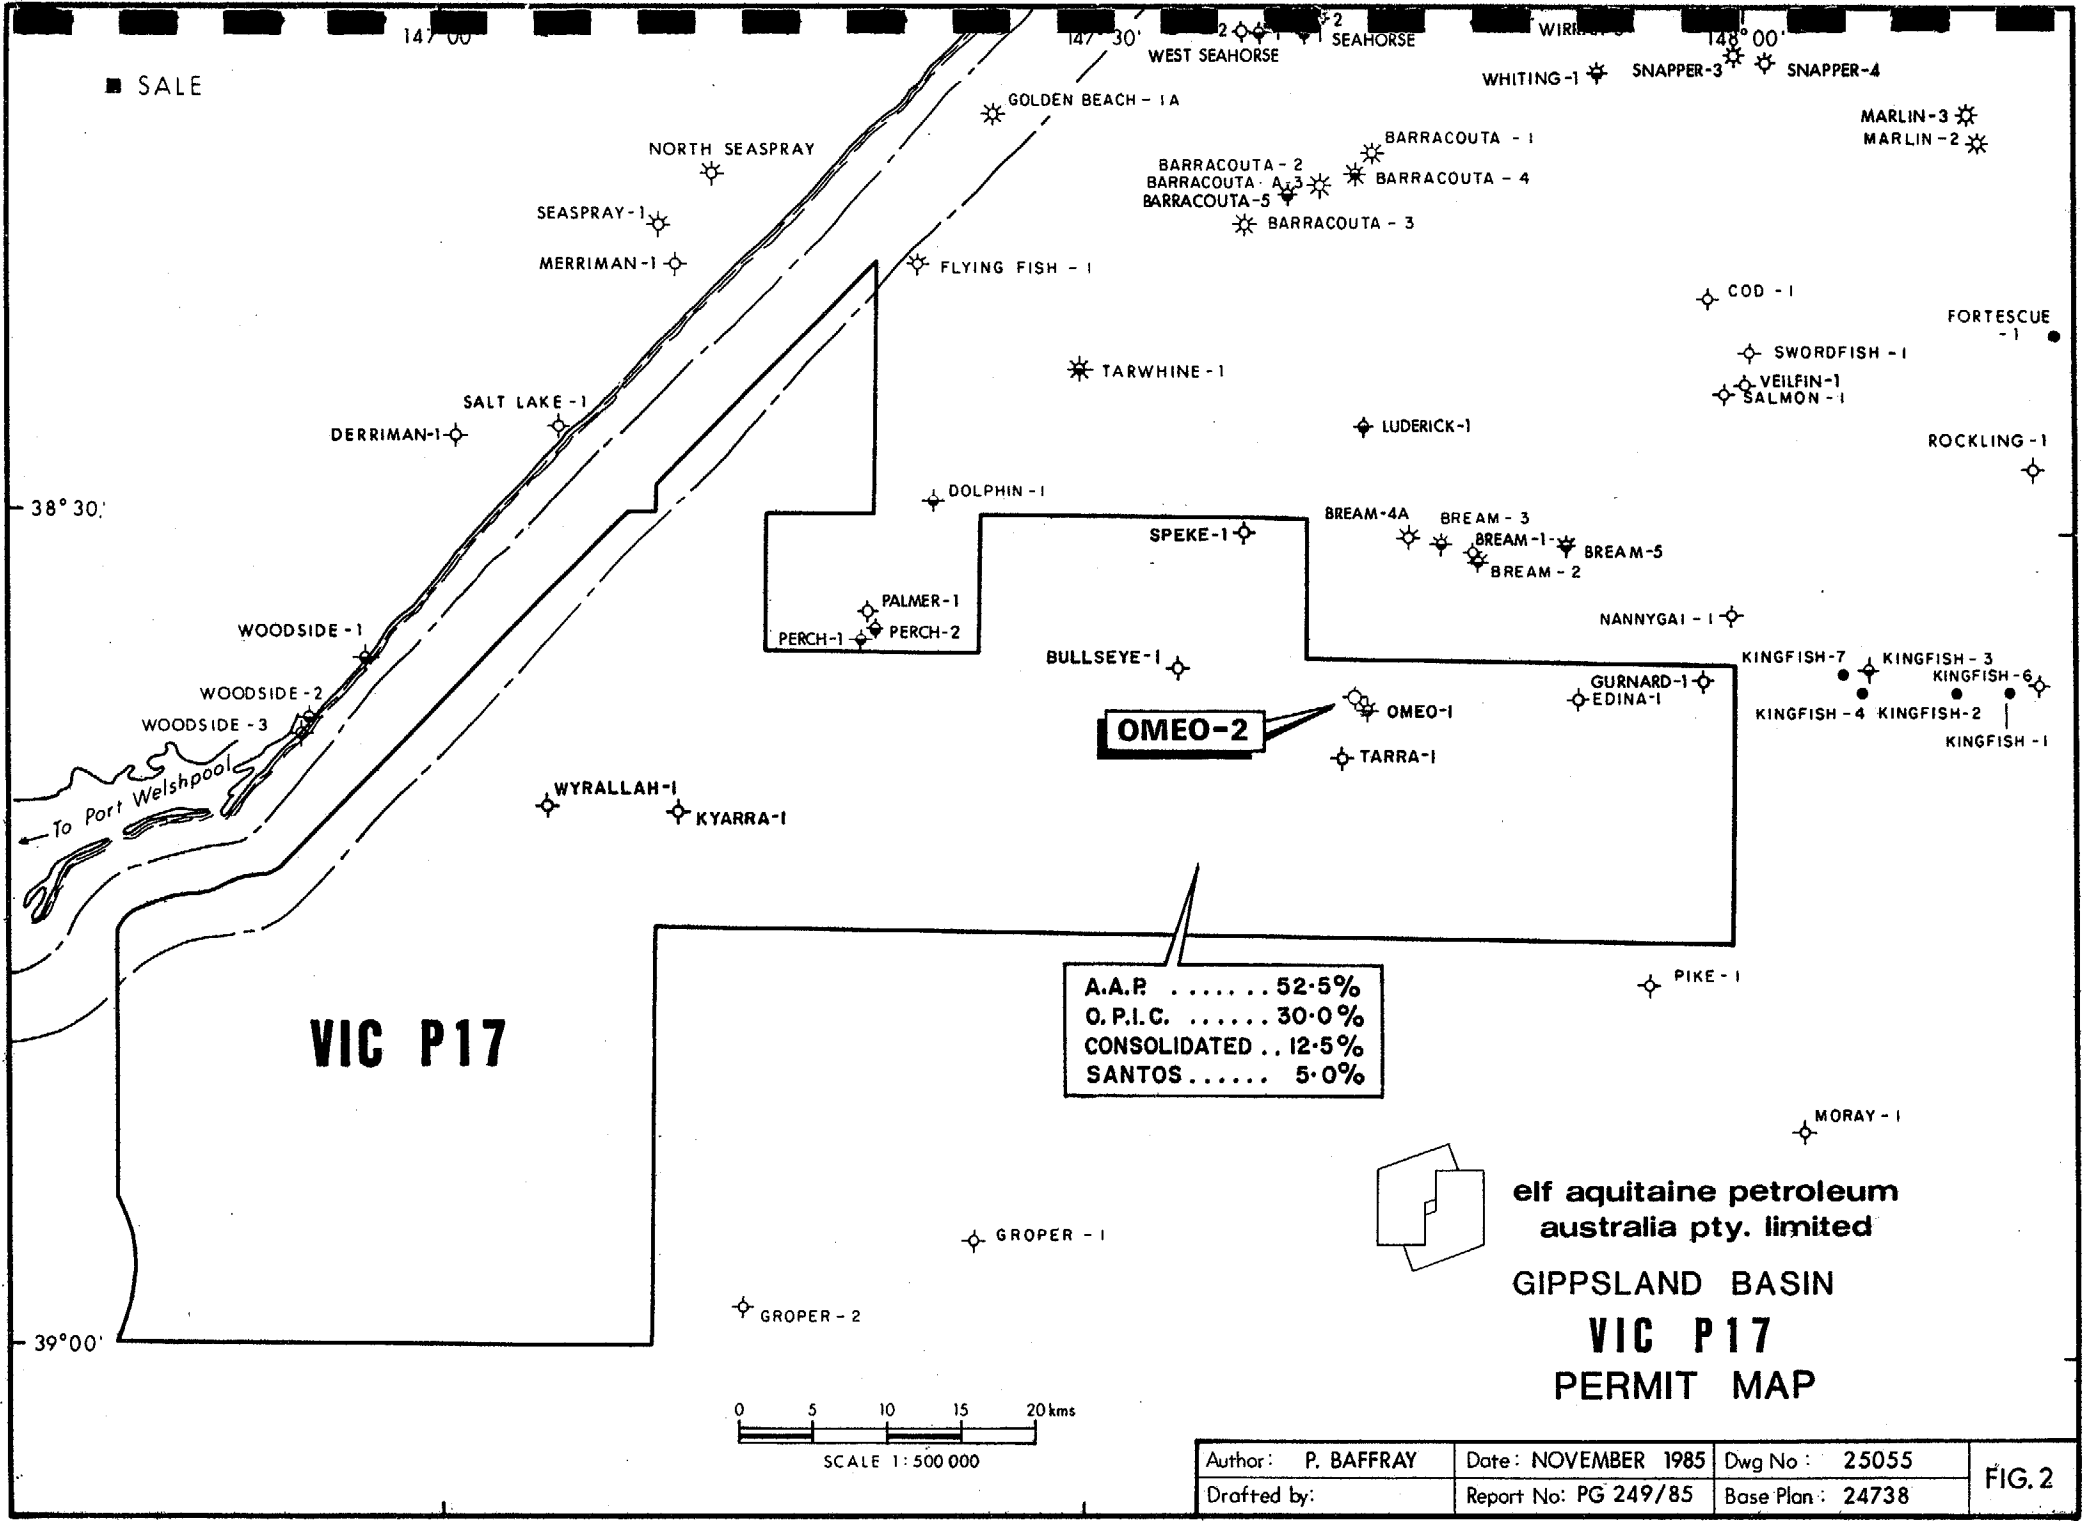 147°00'
147°30'
148°00'
2
1
WEST SEAHORSE
2
1
SEAHORSE
WHITING-1
SNAPPER-3
SNAPPER-4
SALE
GOLDEN BEACH - 1A
MARLIN-3
MARLIN-2
NORTH SEASPRAY
BARRACOUTA - 1
BARRACOUTA - 2
BARRACOUTA A-3
BARRACOUTA - 4
BARRACOUTA-5
BARRACOUTA - 3
SEASPRAY-1
MERRIMAN-1
FLYING FISH - 1
COD - 1
FORTESCUE
- 1
SWORDFISH - 1
TARWHINE - 1
VEILFIN-1
SALMON - 1
SALT LAKE - 1
DERRIMAN-1
LUDERICK-1
ROCKLING - 1
DOLPHIN - 1
38°30'
SPEKE-1
BREAM-4A
BREAM - 3
BREAM-1
BREAM-5
BREAM - 2
PALMER-1
PERCH-1
PERCH-2
NANNYGAI - 1
WOODSIDE - 1
BULLSEYE-1
KINGFISH-7
KINGFISH - 3
KINGFISH-6
GURNARD-1
EDINA-1
WOODSIDE - 2
WOODSIDE - 3
OMEO-2
OMEO-1
KINGFISH - 4
KINGFISH-2
KINGFISH - 1
TARRA-1
To Port Welshpool
WYRALLAH-1
KYARRA-1
A.A.P. ....... 52·5%
O.P.I.C. ...... 30·0%
CONSOLIDATED .. 12·5%
SANTOS ...... 5·0%
PIKE - 1
VIC P17
MORAY - 1
GROPER - 1
GROPER - 2
elf aquitaine petroleum
australia pty. limited
GIPPSLAND BASIN
VIC P17
PERMIT MAP
39°00'
0 5 10 15 20 kms
SCALE 1:500 000
Author: P. BAFFRAY
Date: NOVEMBER 1985
Dwg No: 25055
FIG. 2
Drafted by:
Report No: PG 249/85
Base Plan: 24738